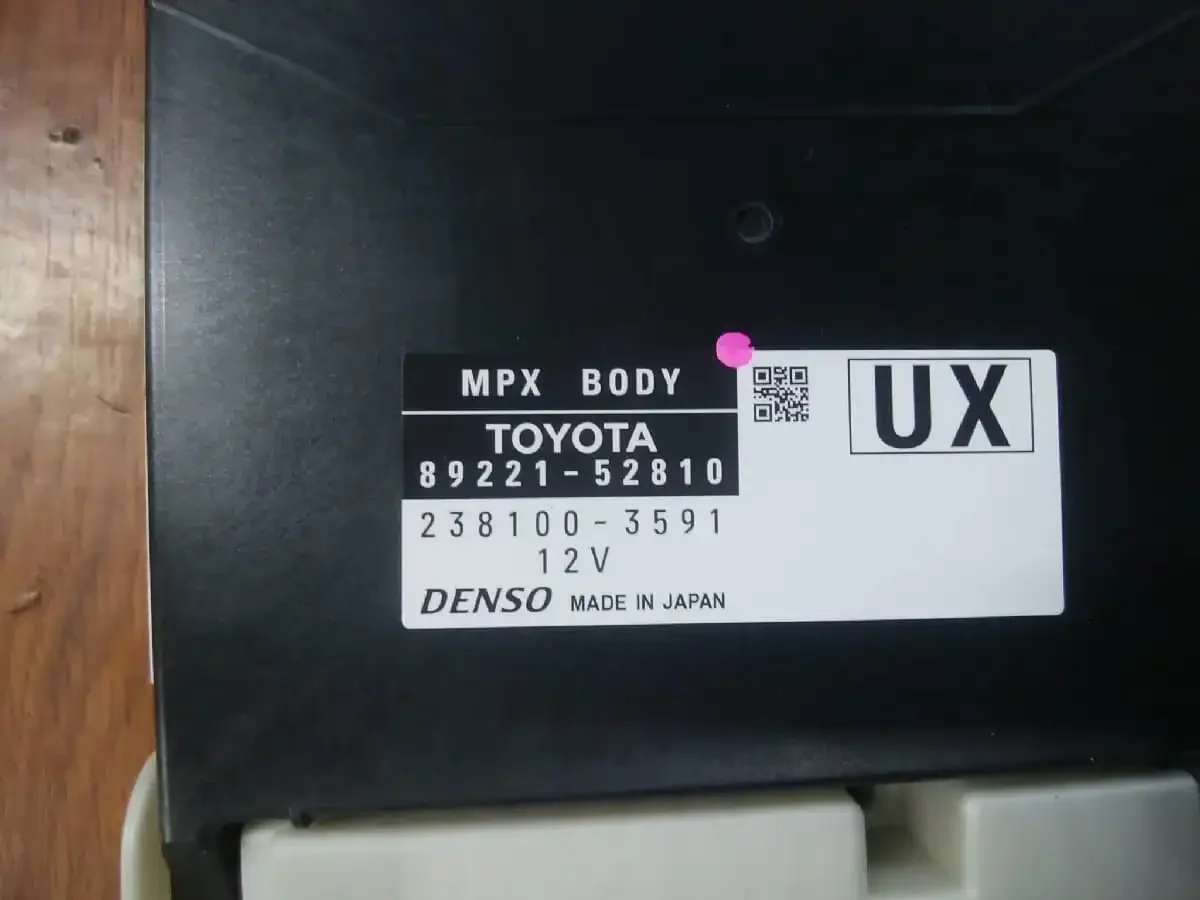 MPX BODY
TOYOTA
89221-52810
238100-3591
12V
DENSO MADE IN JAPAN
UX